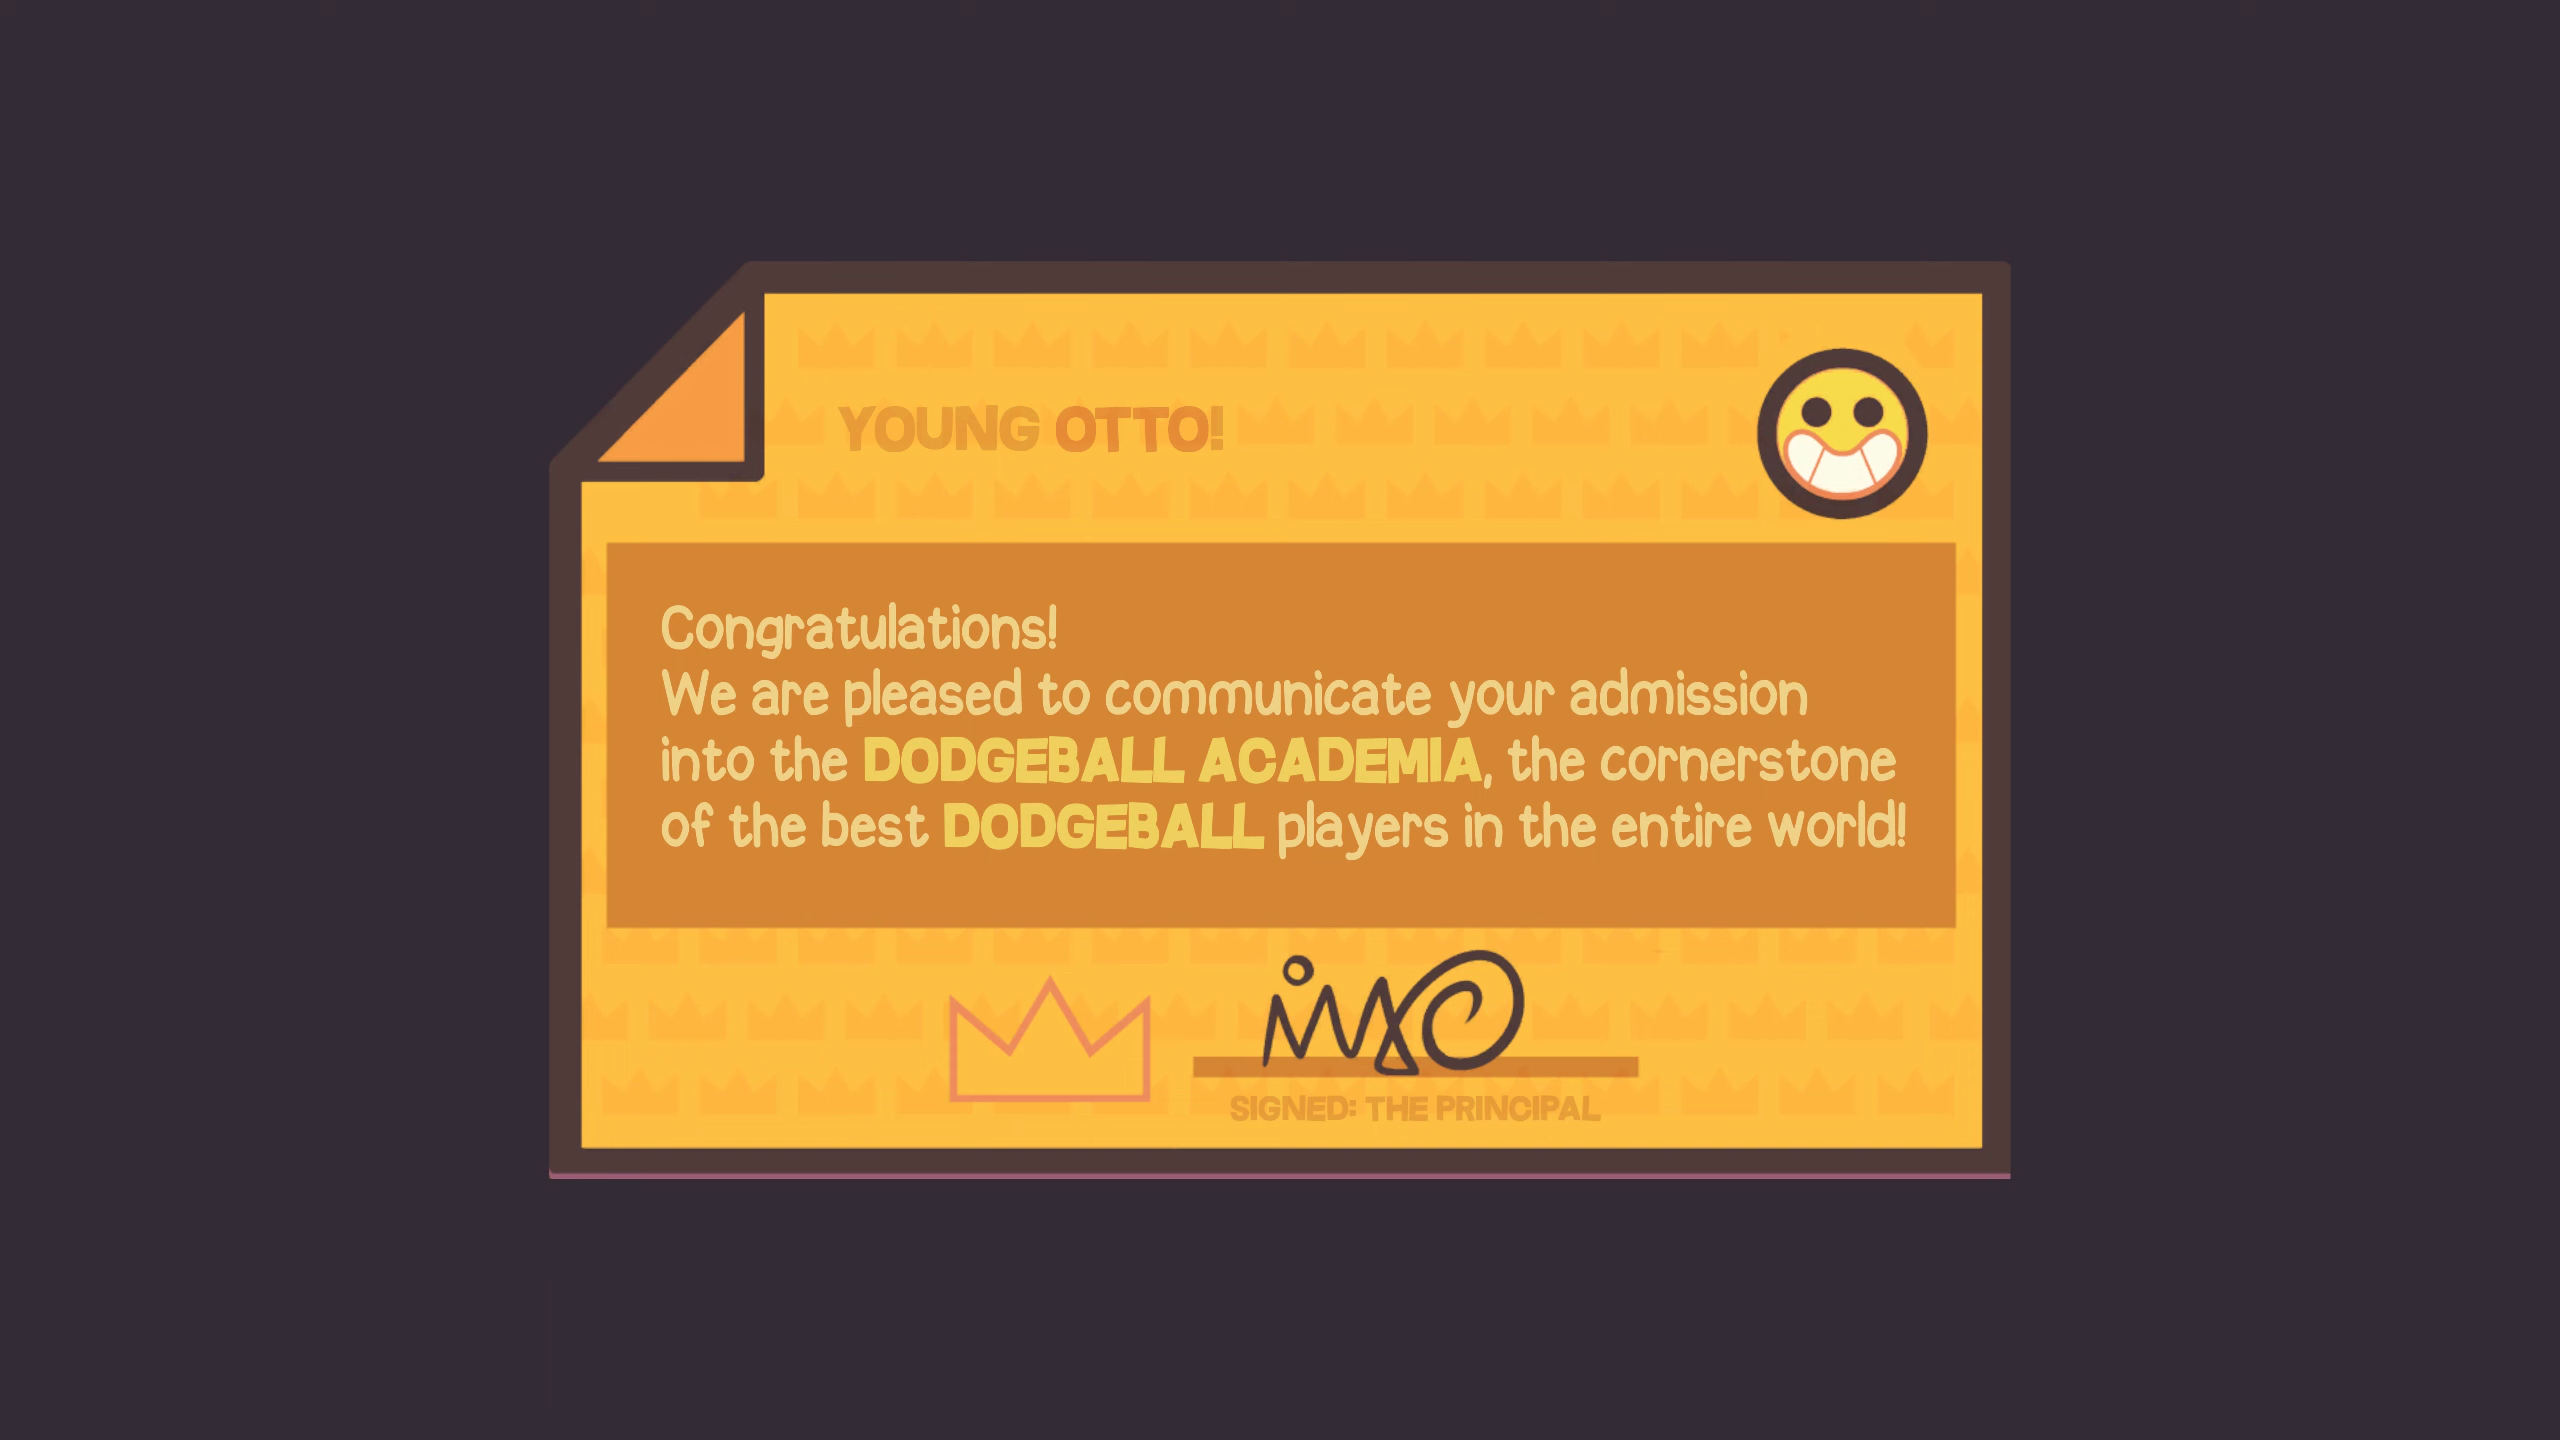 YOUNG OTTO!
Congratulations!
We are pleased to communicate your admission
into the DODGEBALL ACADEMIA, the cornerstone
of the best DODGEBALL players in the entire world!
SIGNED: THE PRINCIPAL